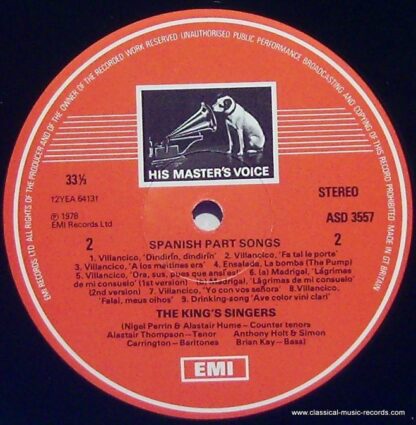 EMI RECORDS LTD ALL RIGHTS OF THE PRODUCER AND OF THE OWNER OF THE RECORDED WORK RESERVED UNAUTHORISED PUBLIC PERFORMANCE BROADCASTING AND COPYING OF THIS RECORD PROHIBITED MADE IN GT BRITAIN
HIS MASTER'S VOICE
33⅓
12YEA 64131
STEREO
℗ 1978
EMI Records Ltd
ASD 3557
2 SPANISH PART SONGS 2
1. Villancico, 'Dindirín, dindirín' 2. Villancico, 'Fa tal le porte'
3. Villancico, 'A los maitines era' 4. Ensalada, La bomba (The Pump)
5. Villancico, 'Ora, sus, pues que ansí es!' 6. (a) Madrigal, 'Lágrimas
de mi consuelo' (1st version) (b) Madrigal, 'Lágrimas de mi consuelo'
(2nd version) 7. Villancico, 'Yo con vos señora' 8. Villancico,
'Falai, meus olhos' 9. Drinking-song 'Ave color vini clar!'
THE KING'S SINGERS
(Nigel Perrin & Alastair Hume—Counter tenors
Alastair Thompson—Tenor Anthony Holt & Simon
Carrington—Baritones Brian Kay—Bass)
EMI
www.classical-music-records.com